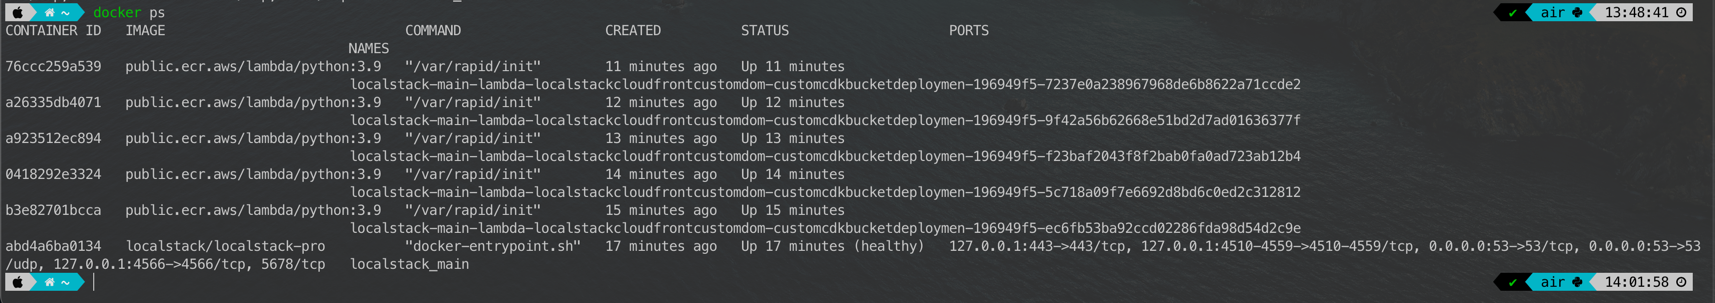 ~ docker ps ✔ air 13:48:41
CONTAINER ID IMAGE COMMAND CREATED STATUS PORTS
NAMES
76ccc259a539 public.ecr.aws/lambda/python:3.9 "/var/rapid/init" 11 minutes ago Up 11 minutes
localstack-main-lambda-localstackcloudfrontcustomdom-customcdkbucketdeploymen-196949f5-7237e0a238967968de6b8622a71ccde2
a26335db4071 public.ecr.aws/lambda/python:3.9 "/var/rapid/init" 12 minutes ago Up 12 minutes
localstack-main-lambda-localstackcloudfrontcustomdom-customcdkbucketdeploymen-196949f5-9f42a56b62668e51bd2d7ad01636377f
a923512ec894 public.ecr.aws/lambda/python:3.9 "/var/rapid/init" 13 minutes ago Up 13 minutes
localstack-main-lambda-localstackcloudfrontcustomdom-customcdkbucketdeploymen-196949f5-f23baf2043f8f2bab0fa0ad723ab12b4
0418292e3324 public.ecr.aws/lambda/python:3.9 "/var/rapid/init" 14 minutes ago Up 14 minutes
localstack-main-lambda-localstackcloudfrontcustomdom-customcdkbucketdeploymen-196949f5-5c718a09f7e6692d8bd6c0ed2c312812
b3e82701bcca public.ecr.aws/lambda/python:3.9 "/var/rapid/init" 15 minutes ago Up 15 minutes
localstack-main-lambda-localstackcloudfrontcustomdom-customcdkbucketdeploymen-196949f5-ec6fb53ba92ccd02286fda98d54d2c9e
abd4a6ba0134 localstack/localstack-pro "docker-entrypoint.sh" 17 minutes ago Up 17 minutes (healthy) 127.0.0.1:443->443/tcp, 127.0.0.1:4510-4559->4510-4559/tcp, 0.0.0.0:53->53/tcp, 0.0.0.0:53->53
/udp, 127.0.0.1:4566->4566/tcp, 5678/tcp localstack_main
~ ✔ air 14:01:58